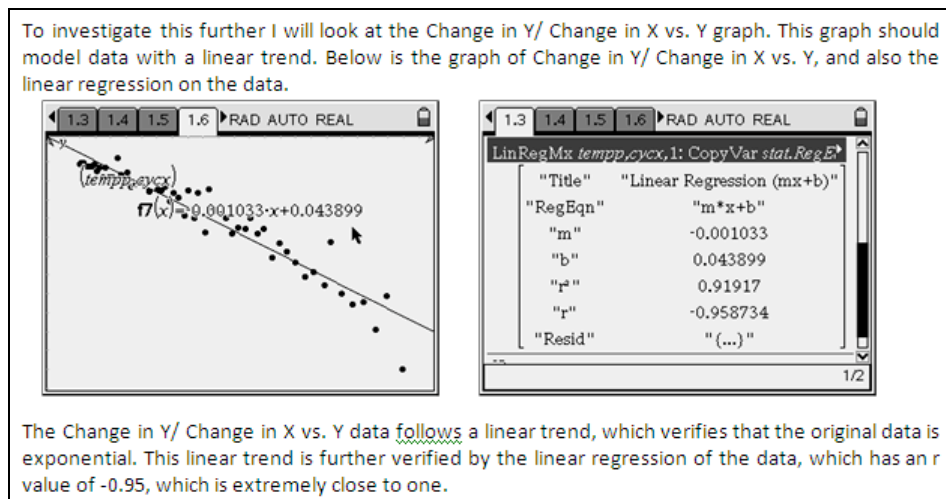 To investigate this further I will look at the Change in Y/ Change in X vs. Y graph. This graph should
model data with a linear trend. Below is the graph of Change in Y/ Change in X vs. Y, and also the
linear regression on the data.
1.3 1.4 1.5 1.6 RAD AUTO REAL
y
(tempp,cycx)
f7(x)=-0.001033·x+0.043899
1.3 1.4 1.5 1.6 RAD AUTO REAL
LinRegMx tempp,cycx,1: CopyVar stat.RegE
"Title" "Linear Regression (mx+b)"
"RegEqn" "m*x+b"
"m" -0.001033
"b" 0.043899
"r²" 0.91917
"r" -0.958734
"Resid" "{...}"
1/2
The Change in Y/ Change in X vs. Y data follows a linear trend, which verifies that the original data is
exponential. This linear trend is further verified by the linear regression of the data, which has an r
value of -0.95, which is extremely close to one.